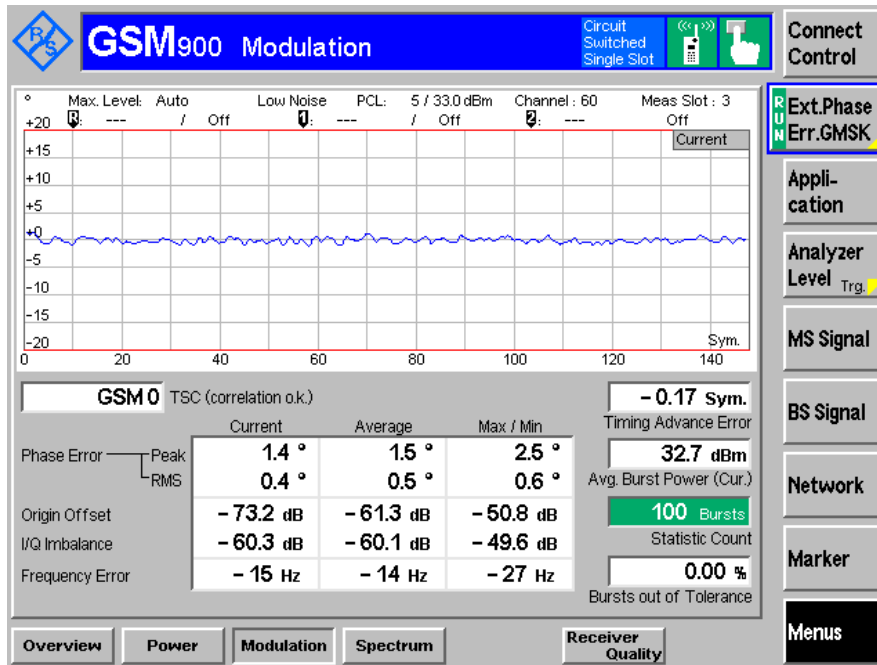 R&S
GSM900 Modulation
Circuit
Switched
Single Slot
Connect
Control
° Max. Level: Auto Low Noise PCL: 5 / 33.0 dBm Channel : 60 Meas Slot : 3
+20 R: --- / Off 1: --- / Off 2: --- Off
Current
RUN
Ext.Phase
Err.GMSK
+15
+10
+5
+0
-5
-10
-15
-20
Sym.
0 20 40 60 80 100 120 140
Appli-
cation
Analyzer
Level Trg.
MS Signal
GSM 0 TSC (correlation o.k.)
– 0.17 Sym.
Timing Advance Error
BS Signal
Current Average Max / Min
Phase Error Peak 1.4 ° 1.5 ° 2.5 °
32.7 dBm
RMS 0.4 ° 0.5 ° 0.6 °
Avg. Burst Power (Cur.)
Network
Origin Offset – 73.2 dB – 61.3 dB – 50.8 dB
100 Bursts
I/Q Imbalance – 60.3 dB – 60.1 dB – 49.6 dB
Statistic Count
Marker
Frequency Error – 15 Hz – 14 Hz – 27 Hz
0.00 %
Bursts out of Tolerance
Overview Power Modulation Spectrum
Receiver
Quality
Menus